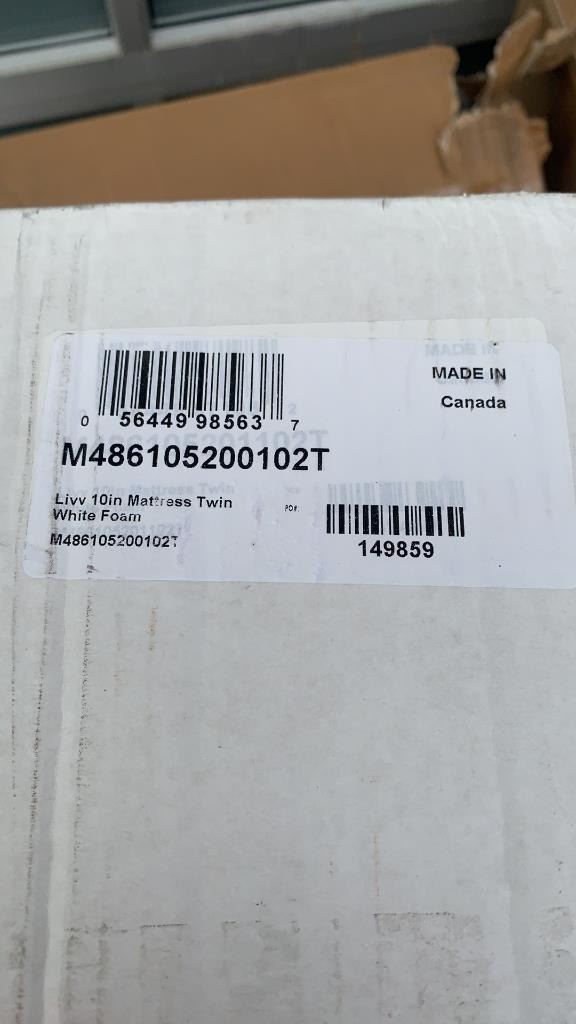 MADE IN
Canada
0 56449 98563 7
M486105200102T
Livv 10in Mattress Twin
White Foam
PO#:
M486105200102T
149859